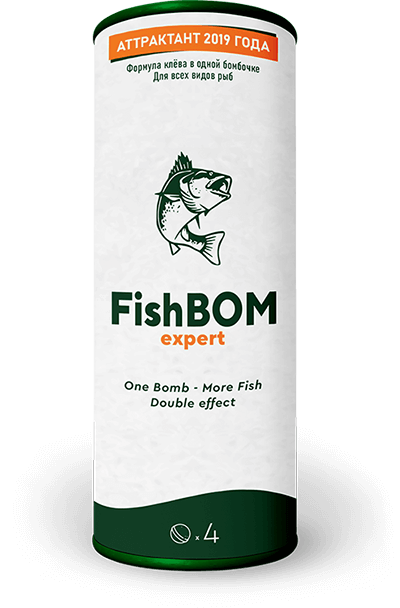 АТТРАКТАНТ 2019 ГОДА
Формула клёва в одной бомбочке
Для всех видов рыб
FishBOM
expert
One Bomb - More Fish
Double effect
x 4